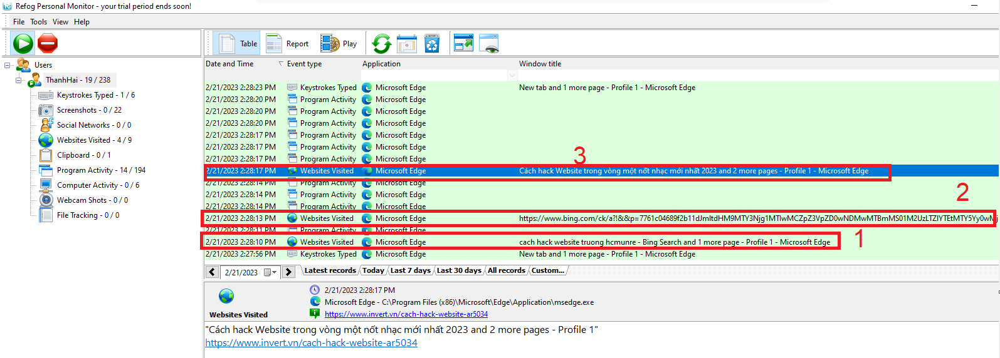 Refog Personal Monitor - your trial period ends soon!
File Tools View Help
Table Report Play
Users
ThanhHai - 19 / 238
Keystrokes Typed - 1 / 6
Screenshots - 0 / 22
Social Networks - 0 / 0
Websites Visited - 4 / 9
Clipboard - 0 / 1
Program Activity - 14 / 194
Computer Activity - 0 / 6
Webcam Shots - 0 / 0
File Tracking - 0 / 0
Date and Time Event type Application Window title
2/21/2023 2:28:23 PM Keystrokes Typed Microsoft Edge New tab and 1 more page - Profile 1 - Microsoft Edge
2/21/2023 2:28:20 PM Program Activity Microsoft Edge
2/21/2023 2:28:20 PM Program Activity Microsoft Edge
2/21/2023 2:28:20 PM Program Activity Microsoft Edge
2/21/2023 2:28:17 PM Program Activity Microsoft Edge
2/21/2023 2:28:17 PM Program Activity Microsoft Edge
2/21/2023 2:28:17 PM Program Activity Microsoft Edge
3
2/21/2023 2:28:17 PM Websites Visited Microsoft Edge Cách hack Website trong vòng một nốt nhạc mới nhất 2023 and 2 more pages - Profile 1 - Microsoft Edge
2/21/2023 2:28:14 PM Program Activity Microsoft Edge
2/21/2023 2:28:14 PM Program Activity Microsoft Edge
2
2/21/2023 2:28:14 PM Program Activity Microsoft Edge
2/21/2023 2:28:13 PM Websites Visited Microsoft Edge
2/21/2023 2:28:11 PM Program Activity Microsoft Edge
2/21/2023 2:28:10 PM Websites Visited Microsoft Edge cach hack website truong hcmunre - Bing Search and 1 more page - Profile 1 - Microsoft Edge
1
2/21/2023 2:27:56 PM Keystrokes Typed Microsoft Edge New tab and 1 more page - Profile 1 - Microsoft Edge
2/21/2023 Latest records Today Last 7 days Last 30 days All records Custom...
2/21/2023 2:28:17 PM
Microsoft Edge - C:\Program Files (x86)\Microsoft\Edge\Application\msedge.exe
Websites Visited https://www.invert.vn/cach-hack-website-ar5034
"Cách hack Website trong vòng một nốt nhạc mới nhất 2023 and 2 more pages - Profile 1"
https://www.invert.vn/cach-hack-website-ar5034